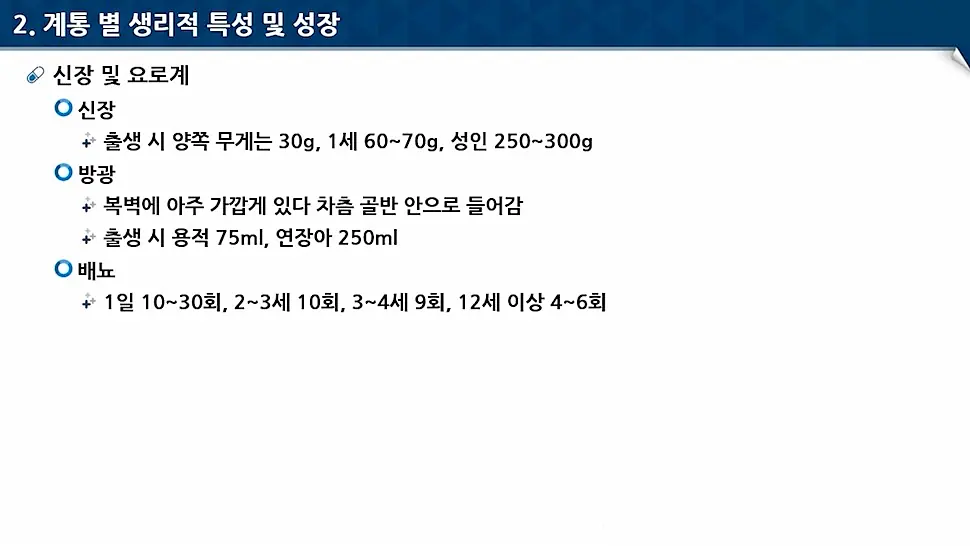 2. 계통 별 생리적 특성 및 성장
신장 및 요로계
신장
출생 시 양쪽 무게는 30g, 1세 60~70g, 성인 250~300g
방광
복벽에 아주 가깝게 있다 차츰 골반 안으로 들어감
출생 시 용적 75ml, 연장아 250ml
배뇨
1일 10~30회, 2~3세 10회, 3~4세 9회, 12세 이상 4~6회